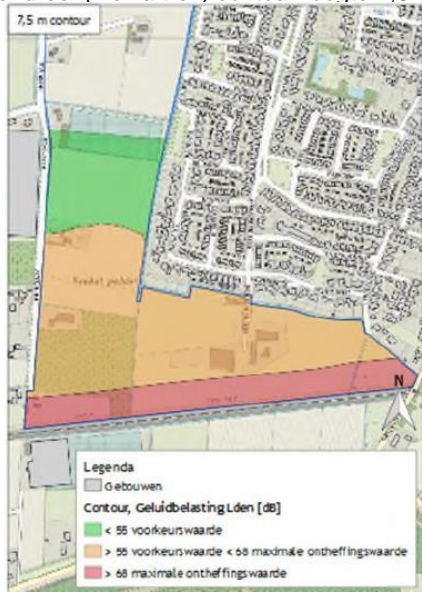 7,5 m contour
N
Legenda
Gebouwen
Contour, Geluidbelasting Lden [dB]
< 55 voorkeurswaarde
> 55 voorkeurswaarde < 68 maximale ontheffingswaarde
> 68 maximale ontheffingswaarde